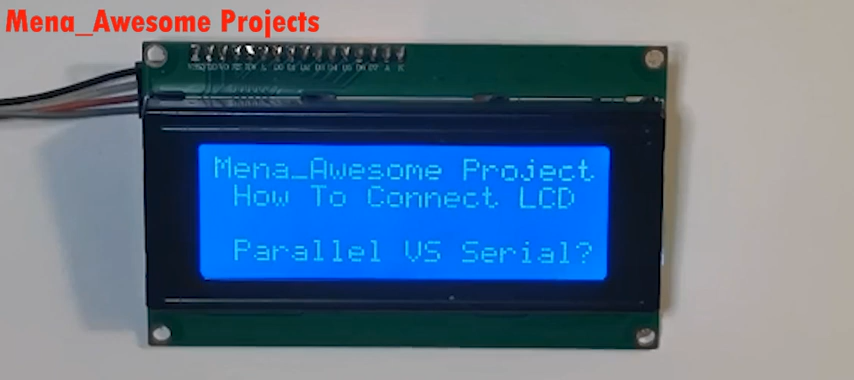 Mena_Awesome Projects
Mena_Awesome Project
How To Connect LCD
Parallel VS Serial?